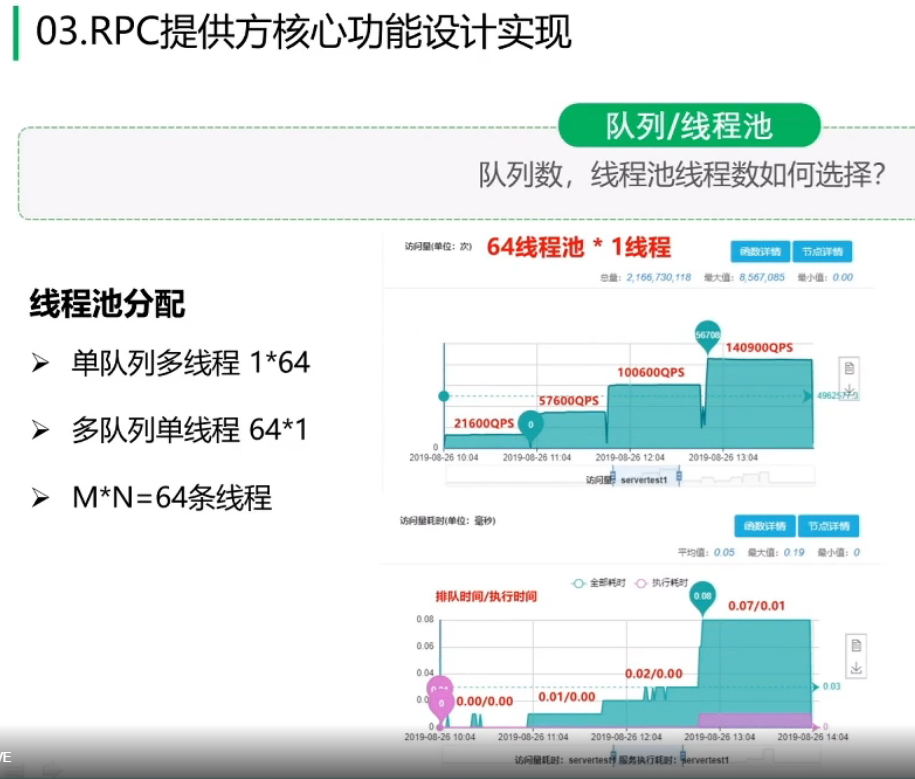 03.RPC提供方核心功能设计实现
队列/线程池
队列数，线程池线程数如何选择?
线程池分配
单队列多线程 1*64
多队列单线程 64*1
M*N=64条线程
访问量(单位: 次)
64线程池 * 1线程
函数详情 节点详情
总量: 2,166,730,118 最大值: 8,567,085 最小值: 0.00
56708
140900QPS
100600QPS
57600QPS
21600QPS
0
0
2019-08-26 10:04 2019-08-26 11:04 2019-08-26 12:04 2019-08-26 13:04
访问量 servertest1
访问量耗时(单位: 毫秒)
函数详情 节点详情
平均值: 0.05 最大值: 0.19 最小值: 0
全部耗时 执行耗时
排队时间/执行时间
0.08
0.07/0.01
0.08
0.06
0.04
0.02/0.00
0.03
0.01/0.00
0.00/0.00
0
0
0
2019-08-26 10:04 2019-08-26 11:04 2019-08-26 12:04 2019-08-26 13:04 2019-08-26 14:04
访问量耗时: servertest1 服务执行耗时: servertest1